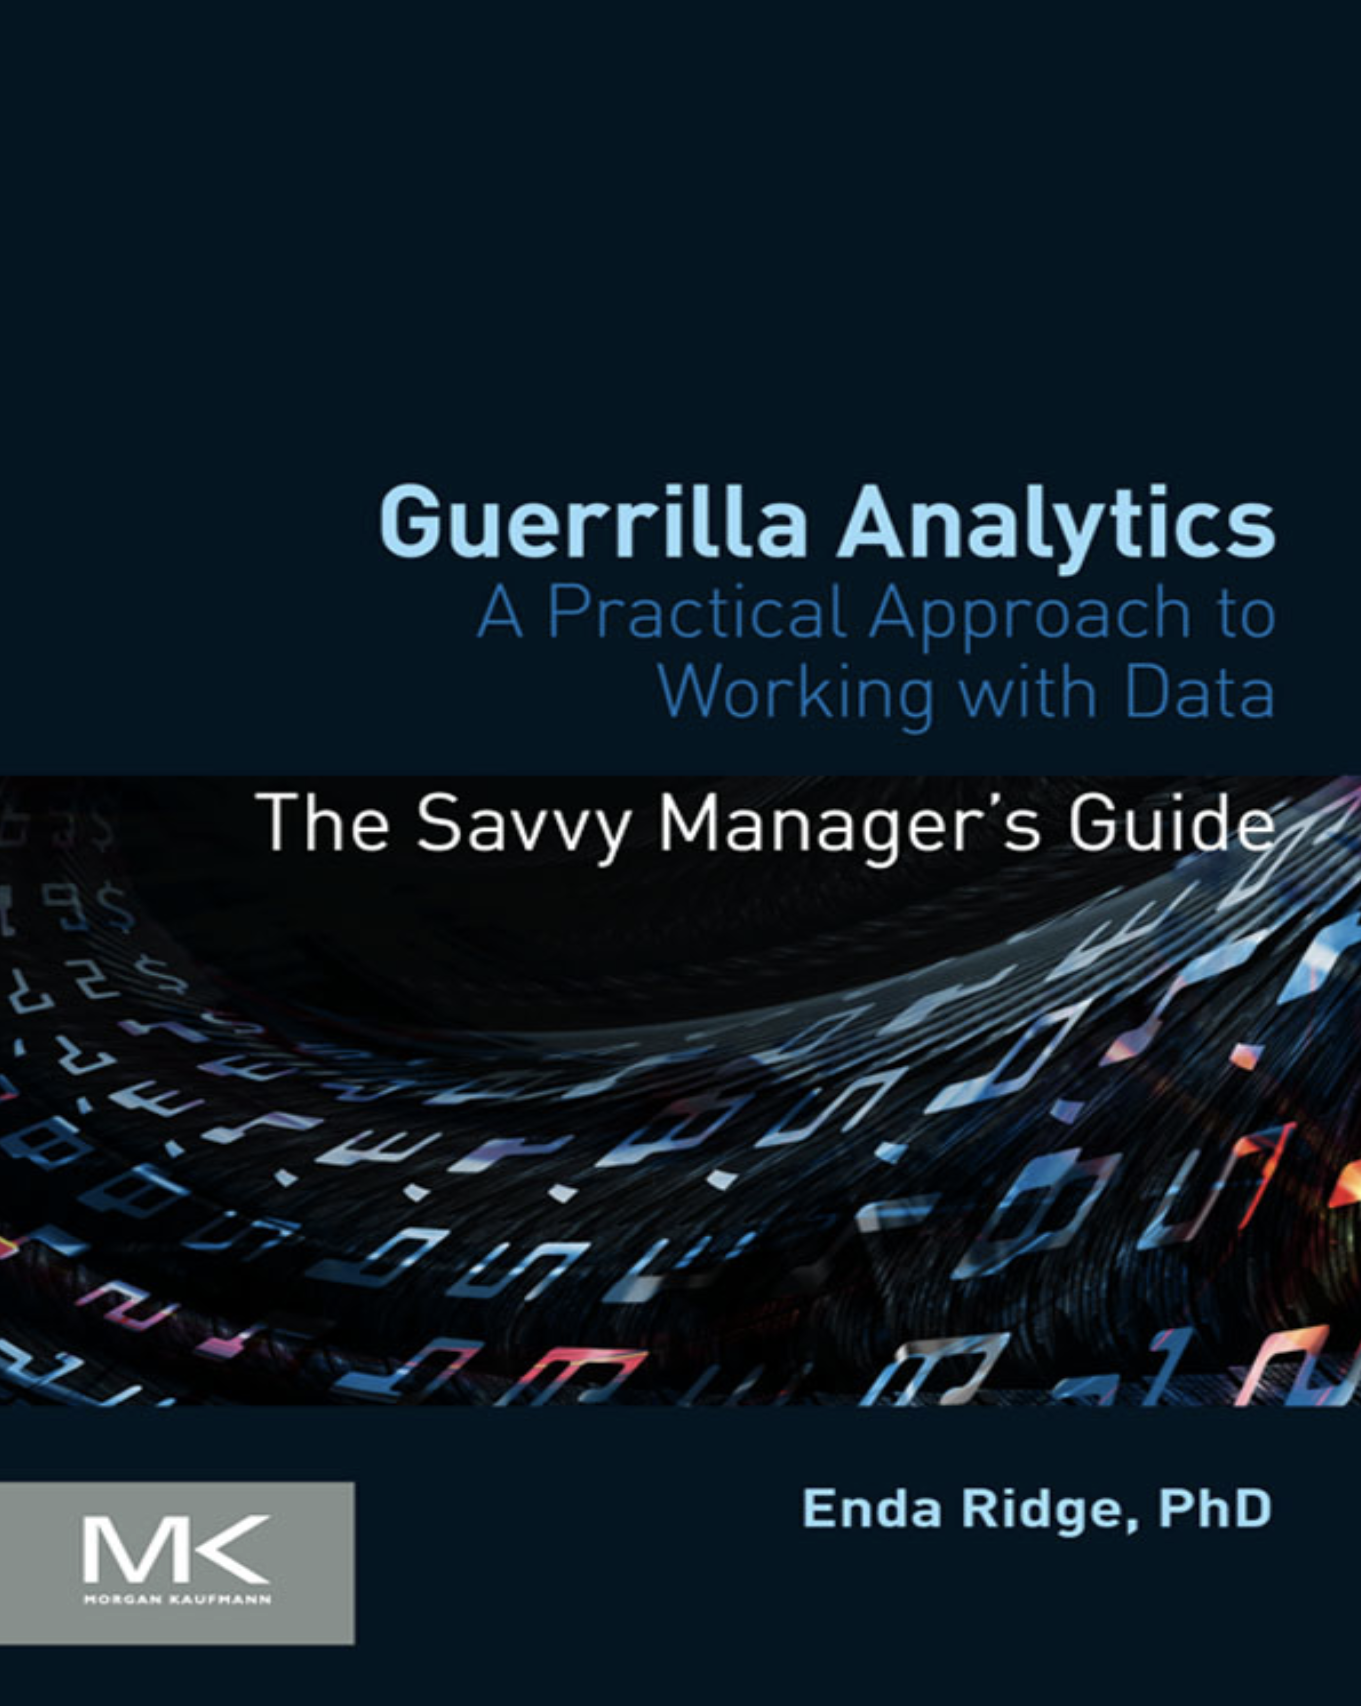 Guerrilla Analytics
A Practical Approach to
Working with Data
The Savvy Manager’s Guide
Enda Ridge, PhD
MK
MORGAN KAUFMANN